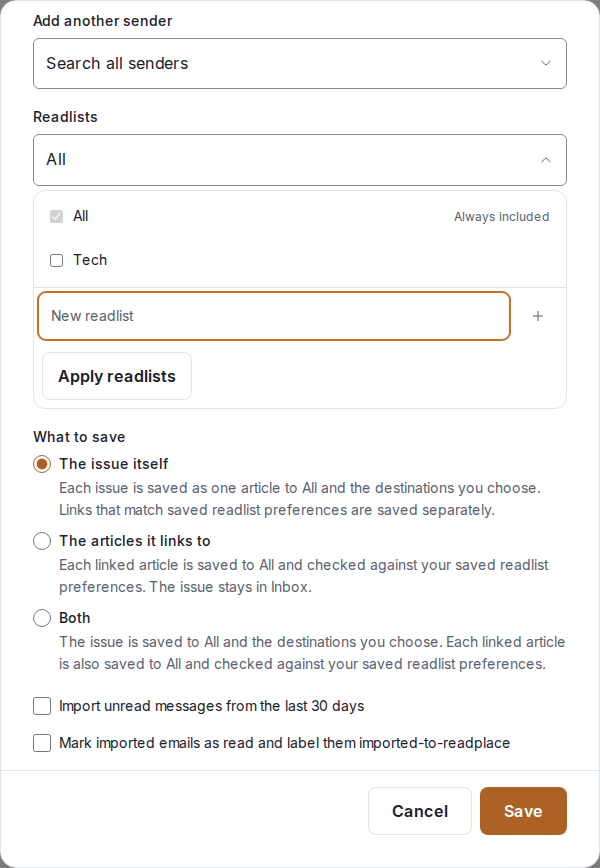 Add another sender
Search all senders
Readlists
All
All
Always included
Tech
New readlist
Apply readlists
What to save
The issue itself
Each issue is saved as one article to All and the destinations you choose.
Links that match saved readlist preferences are saved separately.
The articles it links to
Each linked article is saved to All and checked against your saved readlist
preferences. The issue stays in Inbox.
Both
The issue is saved to All and the destinations you choose. Each linked article
is also saved to All and checked against your saved readlist preferences.
Import unread messages from the last 30 days
Mark imported emails as read and label them imported-to-readplace
Cancel
Save